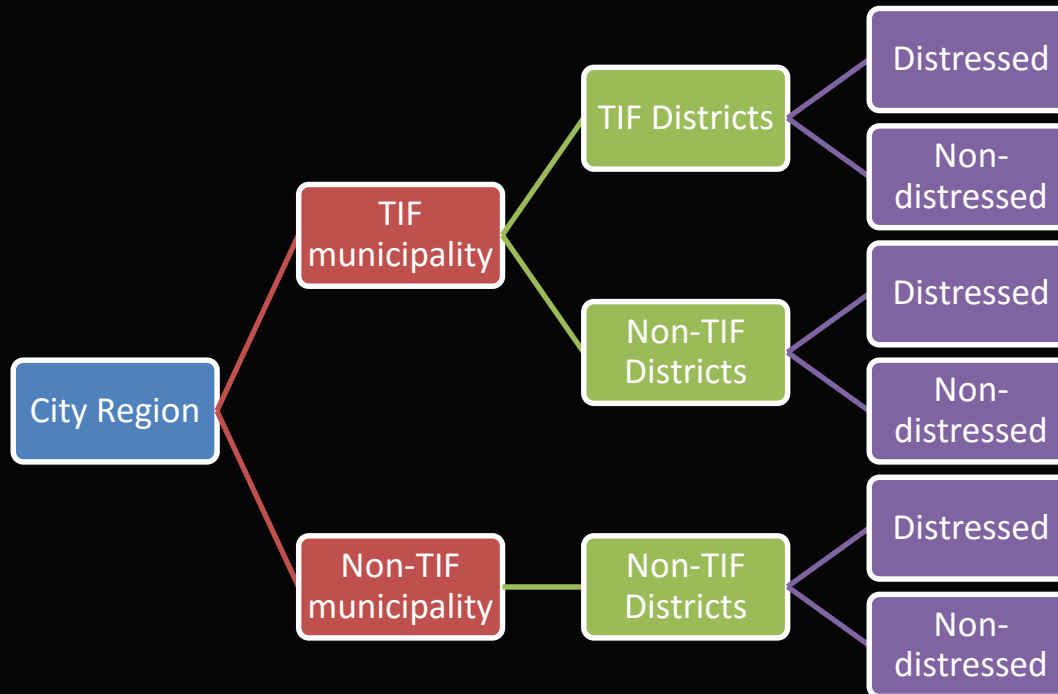 City Region
TIF
municipality
Non-TIF
municipality
TIF Districts
Non-TIF
Districts
Non-TIF
Districts
Distressed
Non-
distressed
Distressed
Non-
distressed
Distressed
Non-
distressed